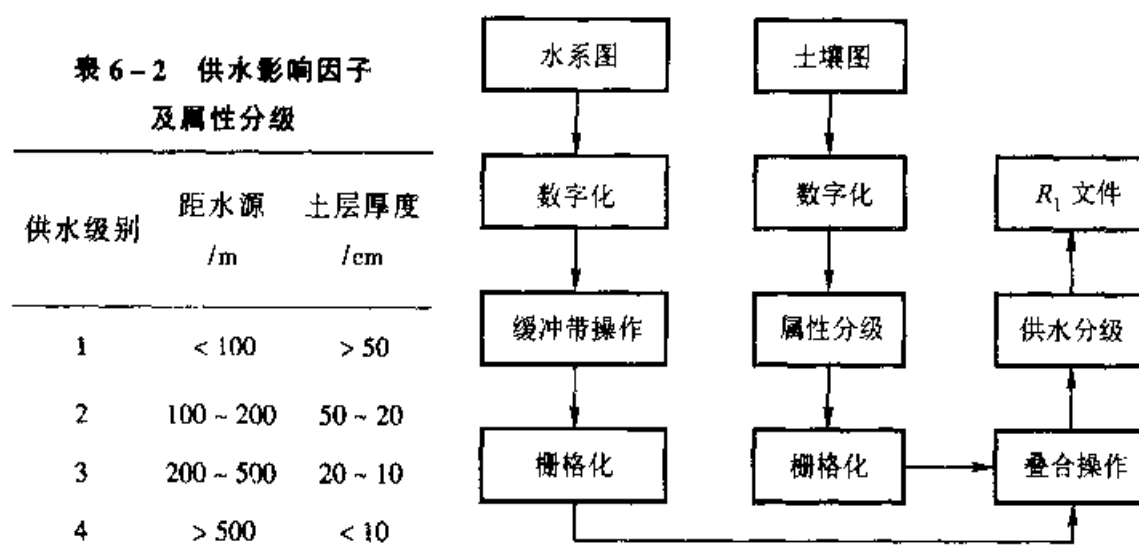 表 6-2 供水影响因子
及属性分级
供水级别 距水源 /m 土层厚度 /cm
1 < 100 > 50
2 100 ~ 200 50 ~ 20
3 200 ~ 500 20 ~ 10
4 > 500 < 10
水系图 土壤图
数字化 数字化 R₁ 文件
缓冲带操作 属性分级 供水分级
栅格化 栅格化 叠合操作